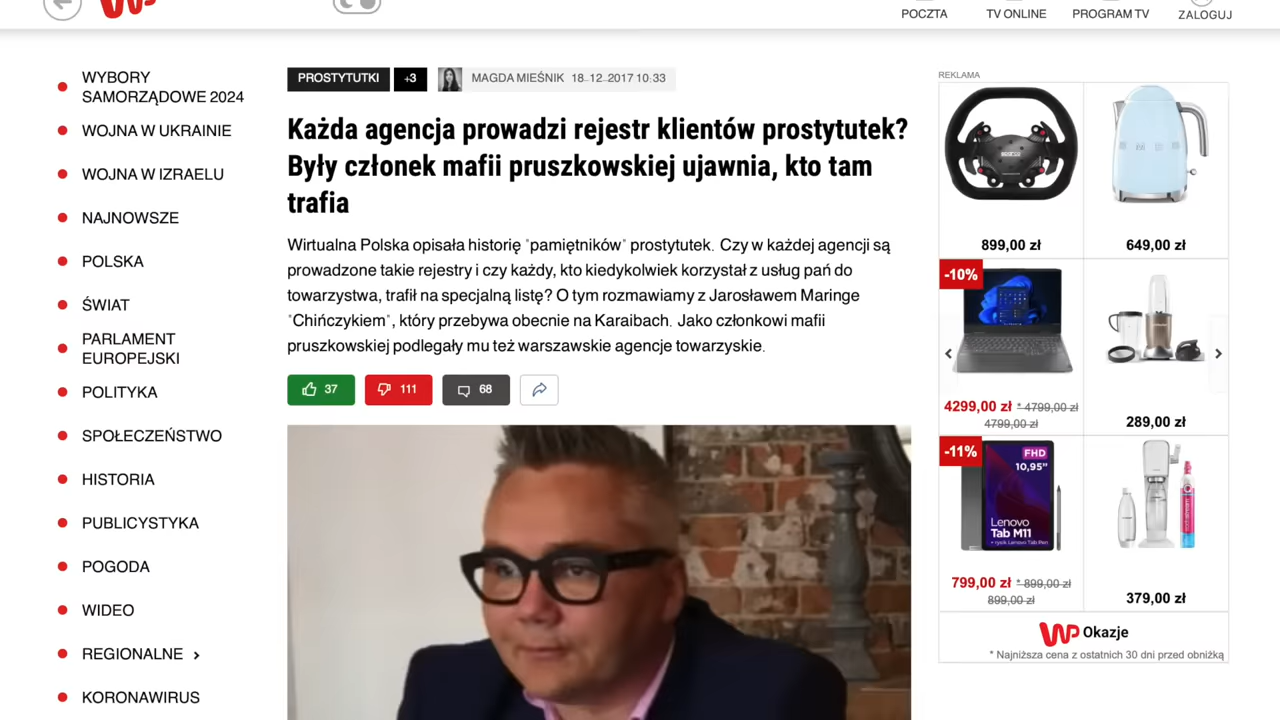 WP
POCZTA
TV ONLINE
PROGRAM TV
ZALOGUJ
WYBORY
SAMORZĄDOWE 2024
WOJNA W UKRAINIE
WOJNA W IZRAELU
NAJNOWSZE
POLSKA
ŚWIAT
PARLAMENT
EUROPEJSKI
POLITYKA
SPOŁECZEŃSTWO
HISTORIA
PUBLICYSTYKA
POGODA
WIDEO
REGIONALNE
KORONAWIRUS
PROSTYTUTKI +3 MAGDA MIEŚNIK 18-12-2017 10:33
Każda agencja prowadzi rejestr klientów prostytutek?
Były członek mafii pruszkowskiej ujawnia, kto tam
trafia
Wirtualna Polska opisała historię "pamiętników" prostytutek. Czy w każdej agencji są
prowadzone takie rejestry i czy każdy, kto kiedykolwiek korzystał z usług pań do
towarzystwa, trafił na specjalną listę? O tym rozmawiamy z Jarosławem Maringe
"Chińczykiem", który przebywa obecnie na Karaibach. Jako członkowi mafii
pruszkowskiej podlegały mu też warszawskie agencje towarzyskie.
37
111
68
REKLAMA
899,00 zł
649,00 zł
-10%
4299,00 zł * 4799,00 zł
4799,00 zł
289,00 zł
-11%
FHD
10,95"
Lenovo
Tab M11
+ rysik Lenovo Tab Pen
799,00 zł * 899,00 zł
899,00 zł
379,00 zł
WP Okazje
* Najniższa cena z ostatnich 30 dni przed obniżką